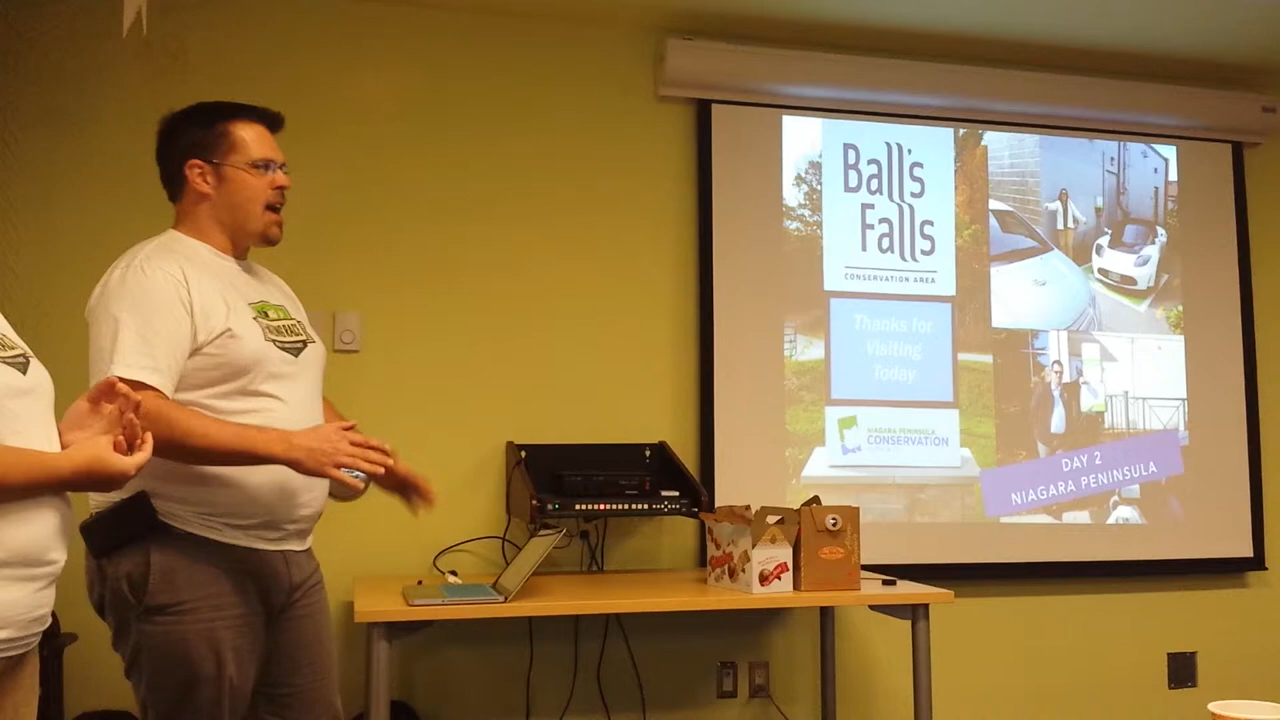 Ball's
Falls
CONSERVATION AREA
Thanks for
Visiting
Today
NIAGARA PENINSULA
CONSERVATION
DAY 2
NIAGARA PENINSULA